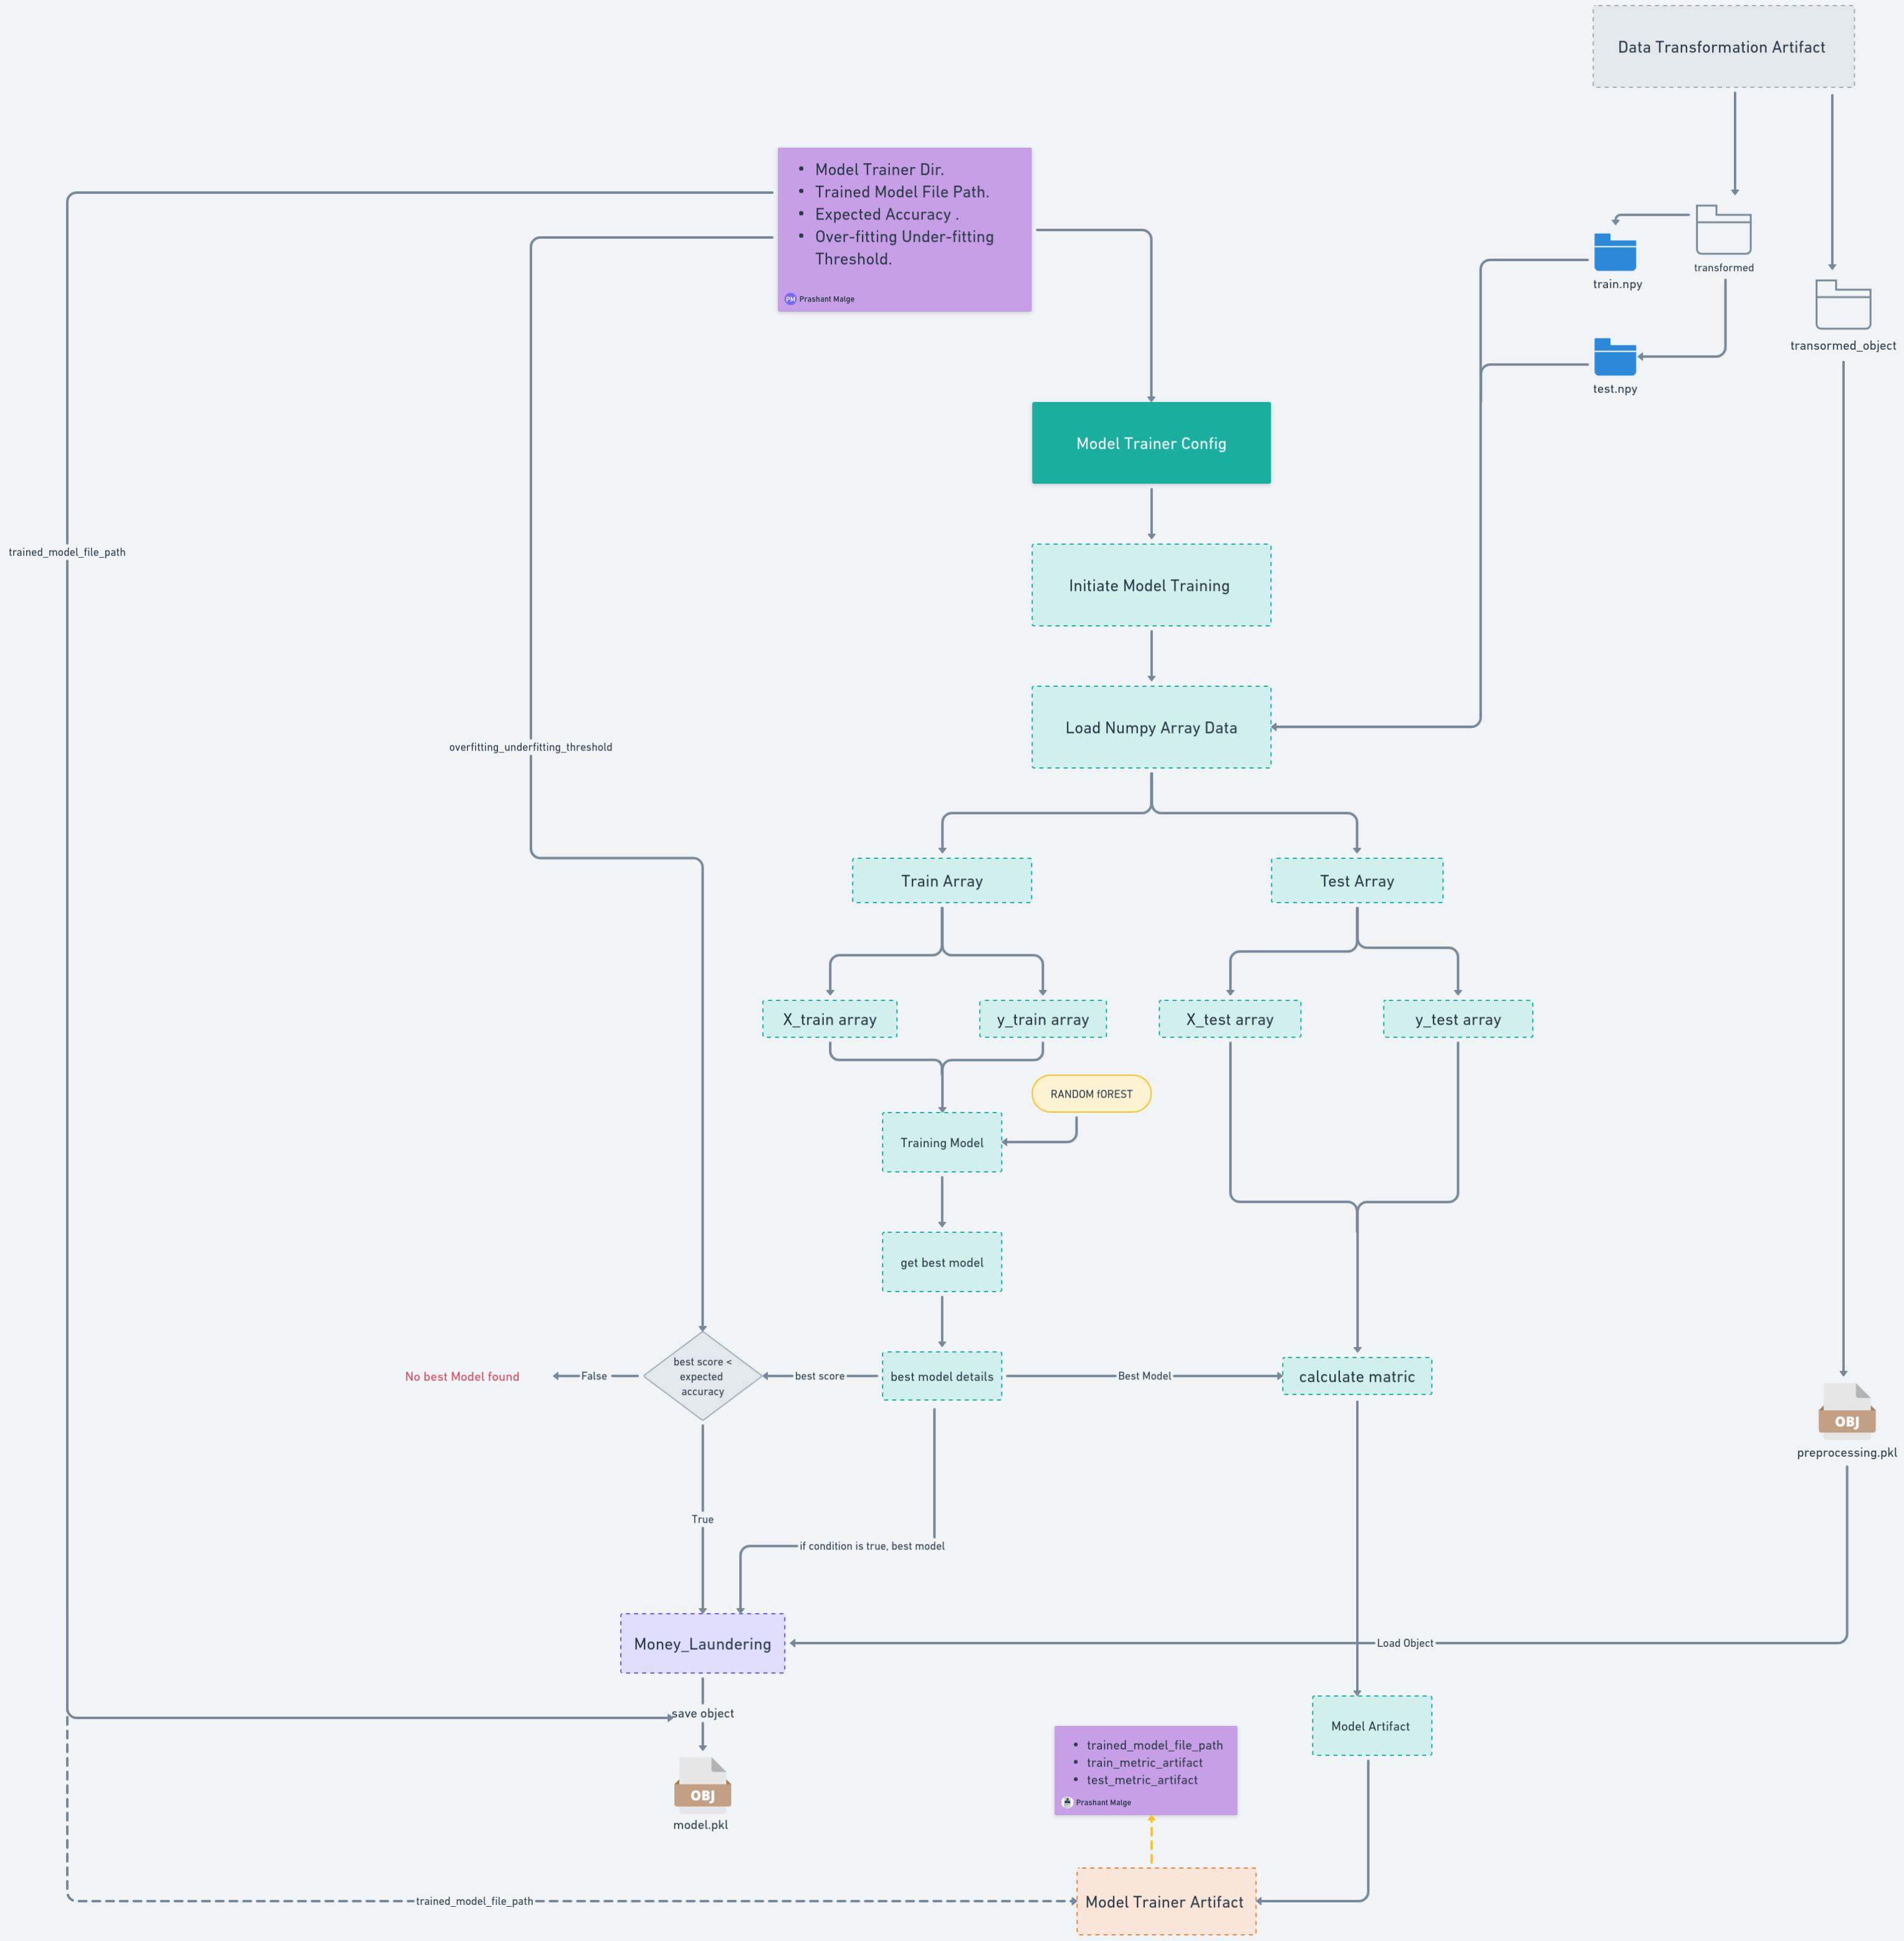 Data Transformation Artifact
• Model Trainer Dir.
• Trained Model File Path.
• Expected Accuracy .
• Over-fitting Under-fitting
Threshold.
PM Prashant Malge
transformed
train.npy
transormed_object
test.npy
Model Trainer Config
trained_model_file_path
Initiate Model Training
Load Numpy Array Data
overfitting_underfitting_threshold
Train Array
Test Array
X_train array
y_train array
X_test array
y_test array
RANDOM fOREST
Training Model
get best model
best score <
expected
accuracy
No best Model found
False
best score
best model details
Best Model
calculate matric
OBJ
preprocessing.pkl
True
if condition is true, best model
Money_Laundering
Load Object
save object
Model Artifact
• trained_model_file_path
• train_metric_artifact
• test_metric_artifact
Prashant Malge
OBJ
model.pkl
trained_model_file_path
Model Trainer Artifact